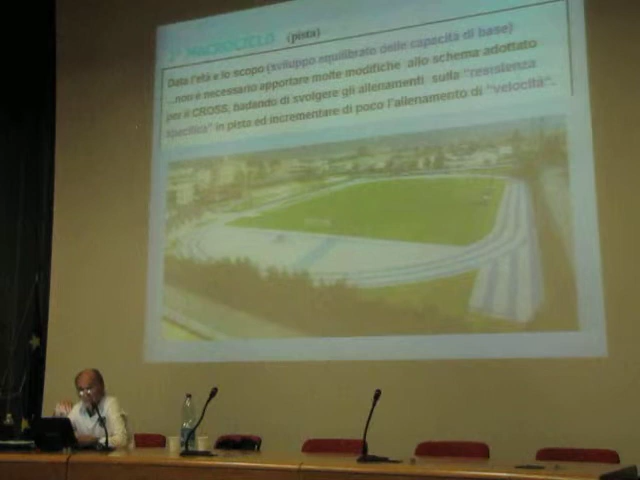 2° MACROCICLO (pista)
Data l'età e lo scopo (sviluppo equilibrato delle capacità di base)
...non è necessario apportare molte modifiche allo schema adottato
per il CROSS, badando di svolgere gli allenamenti sulla "resistenza
specifica" in pista ed incrementare di poco l'allenamento di "velocità".